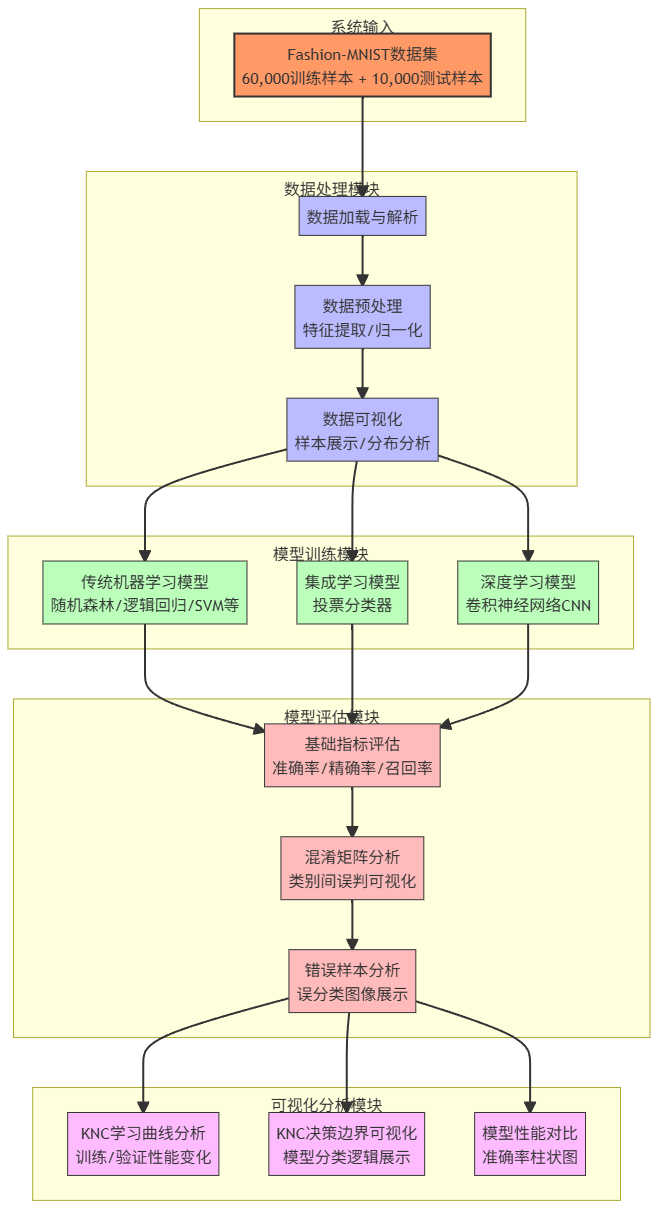 系统输入
Fashion-MNIST数据集
60,000训练样本 + 10,000测试样本
数据处理模块
数据加载与解析
数据预处理
特征提取/归一化
数据可视化
样本展示/分布分析
模型训练模块
传统机器学习模型
随机森林/逻辑回归/SVM等
集成学习模型
投票分类器
深度学习模型
卷积神经网络CNN
模型评估模块
基础指标评估
准确率/精确率/召回率
混淆矩阵分析
类别间误判可视化
错误样本分析
误分类图像展示
可视化分析模块
KNC学习曲线分析
训练/验证性能变化
KNC决策边界可视化
模型分类逻辑展示
模型性能对比
准确率柱状图